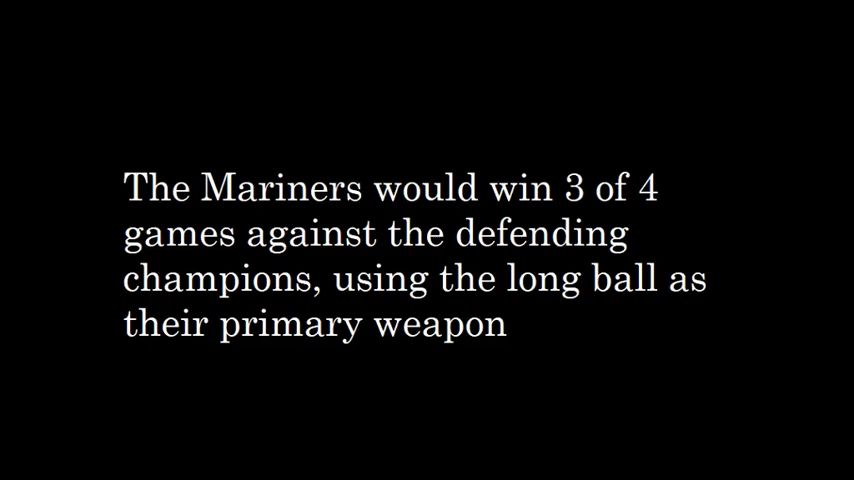 The Mariners would win 3 of 4
games against the defending
champions, using the long ball as
their primary weapon